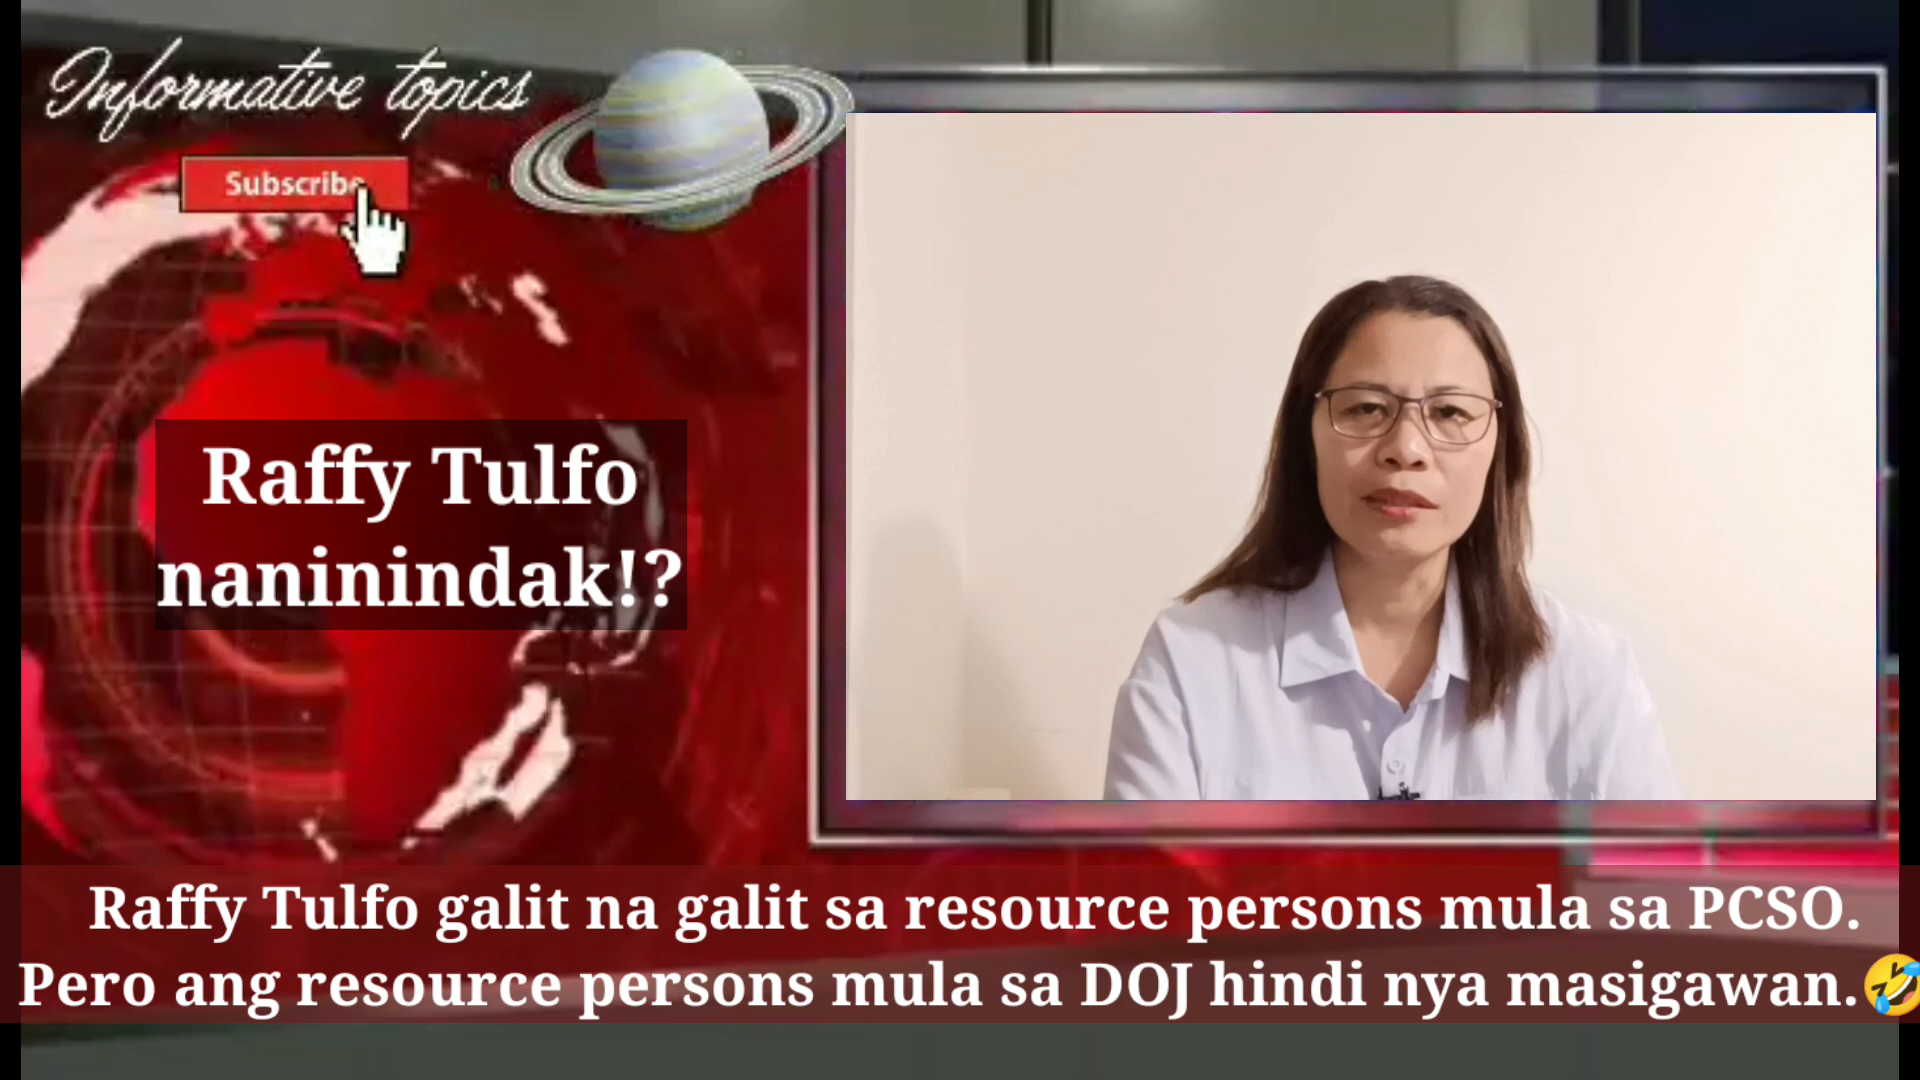 Informative topics
Subscribe
Raffy Tulfo
naninindak!?
Raffy Tulfo galit na galit sa resource persons mula sa PCSO.
Pero ang resource persons mula sa DOJ hindi nya masigawan.🤣